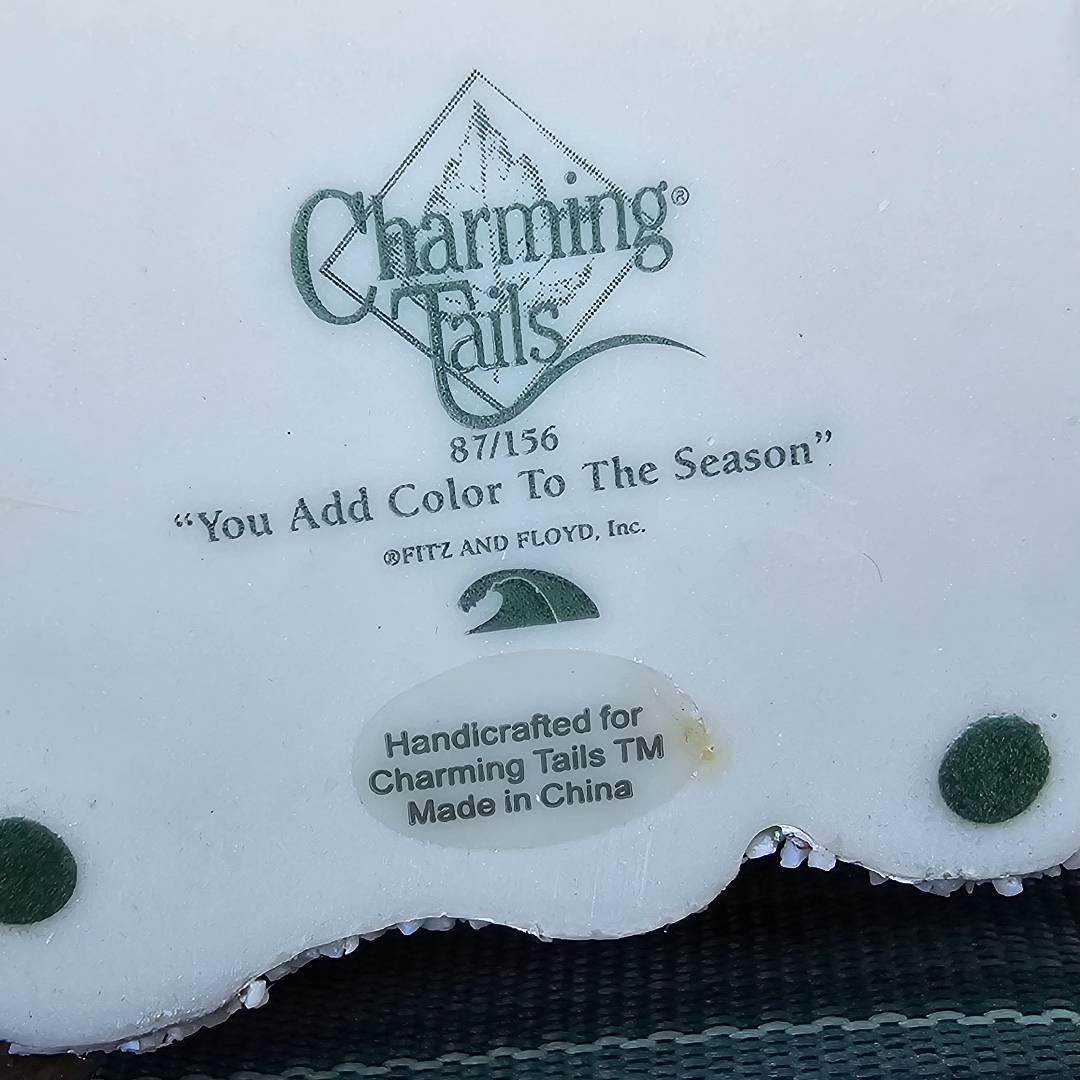 Charming®
Tails
87/156
“You Add Color To The Season”
®FITZ AND FLOYD, Inc.
Handicrafted for
Charming Tails TM
Made in China